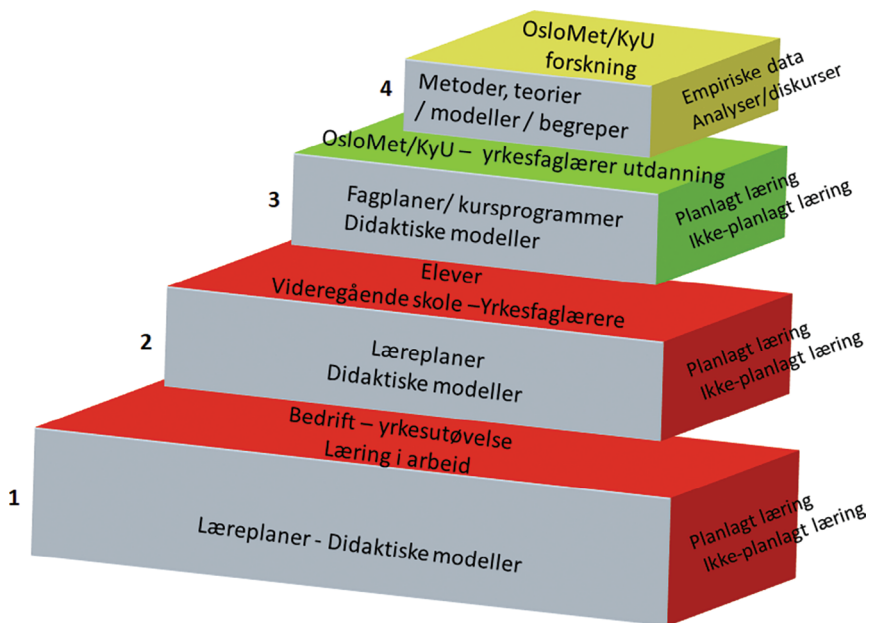 OsloMet/KyU
forskning
4
Metoder, teorier
/ modeller / begreper
Empiriske data
Analyser/diskurser
OsloMet/KyU – yrkesfaglærer utdanning
3
Fagplaner/ kursprogrammer
Didaktiske modeller
Planlagt læring
Ikke-planlagt læring
Elever
Videregående skole –Yrkesfaglærere
2
Læreplaner
Didaktiske modeller
Planlagt læring
Ikke-planlagt læring
Bedrift – yrkesutøvelse
Læring i arbeid
1
Læreplaner - Didaktiske modeller
Planlagt læring
Ikke-planlagt læring